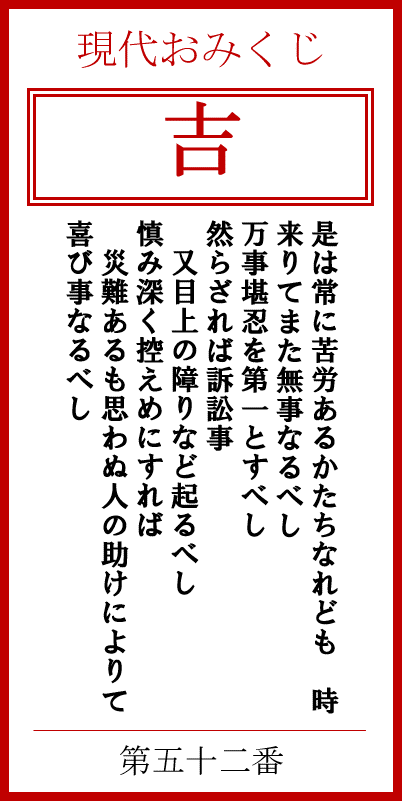 現代おみくじ
吉
是は常に苦労あるかたちなれども　時
来りてまた無事なるべし
万事堪忍を第一とすべし
然らざれば訴訟事
又目上の障りなど起るべし
慎み深く控えめにすれば
災難あるも思わぬ人の助けによりて
喜び事なるべし
第五十二番